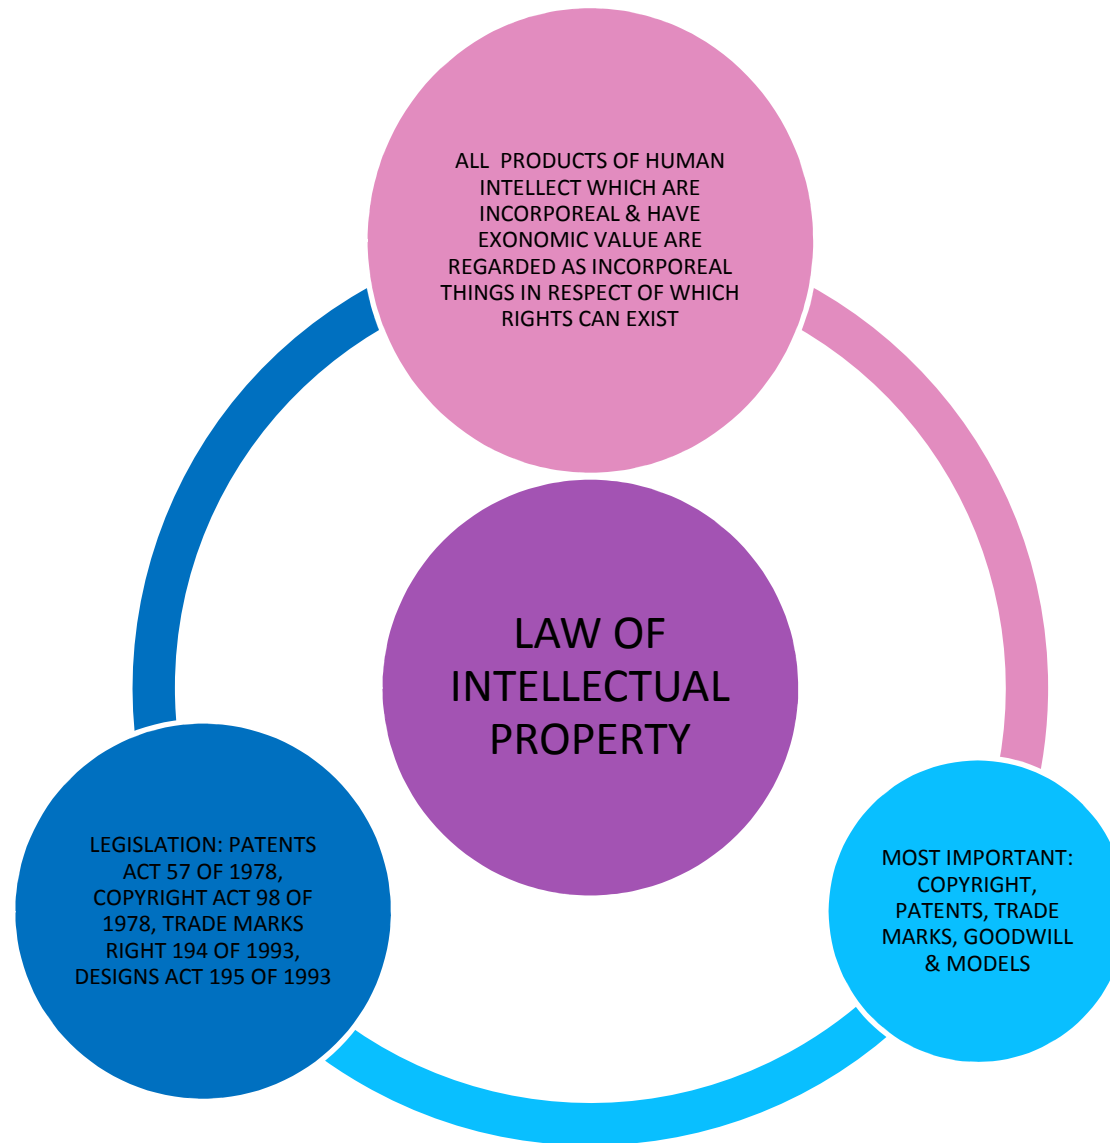 ALL PRODUCTS OF HUMAN
INTELLECT WHICH ARE
INCORPOREAL & HAVE
EXONOMIC VALUE ARE
REGARDED AS INCORPOREAL
THINGS IN RESPECT OF WHICH
RIGHTS CAN EXIST
LAW OF
INTELLECTUAL
PROPERTY
LEGISLATION: PATENTS
ACT 57 OF 1978,
COPYRIGHT ACT 98 OF
1978, TRADE MARKS
RIGHT 194 OF 1993,
DESIGNS ACT 195 OF 1993
MOST IMPORTANT:
COPYRIGHT,
PATENTS, TRADE
MARKS, GOODWILL
& MODELS